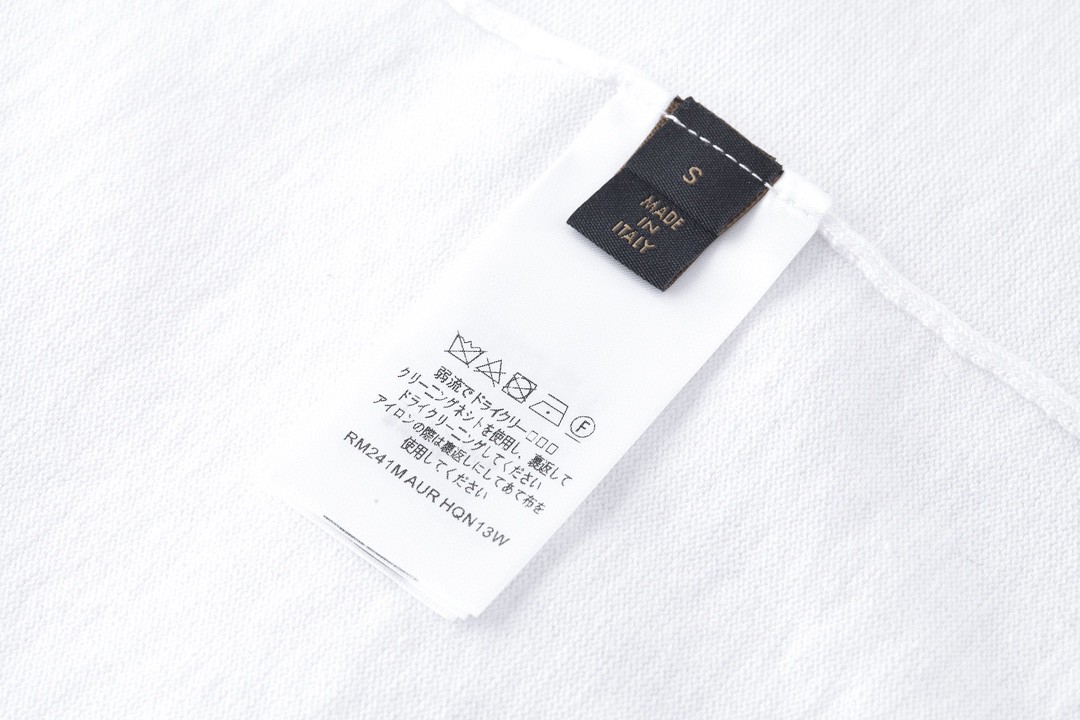 S
MADE
IN
ITALY
F
弱流でドライクリー□□□
クリーニングネットを使用し、裏返して
ドライクリーニングしてください
アイロンの際は裏返しにしてあて布を
使用してください
RM241M AUR HQN13W